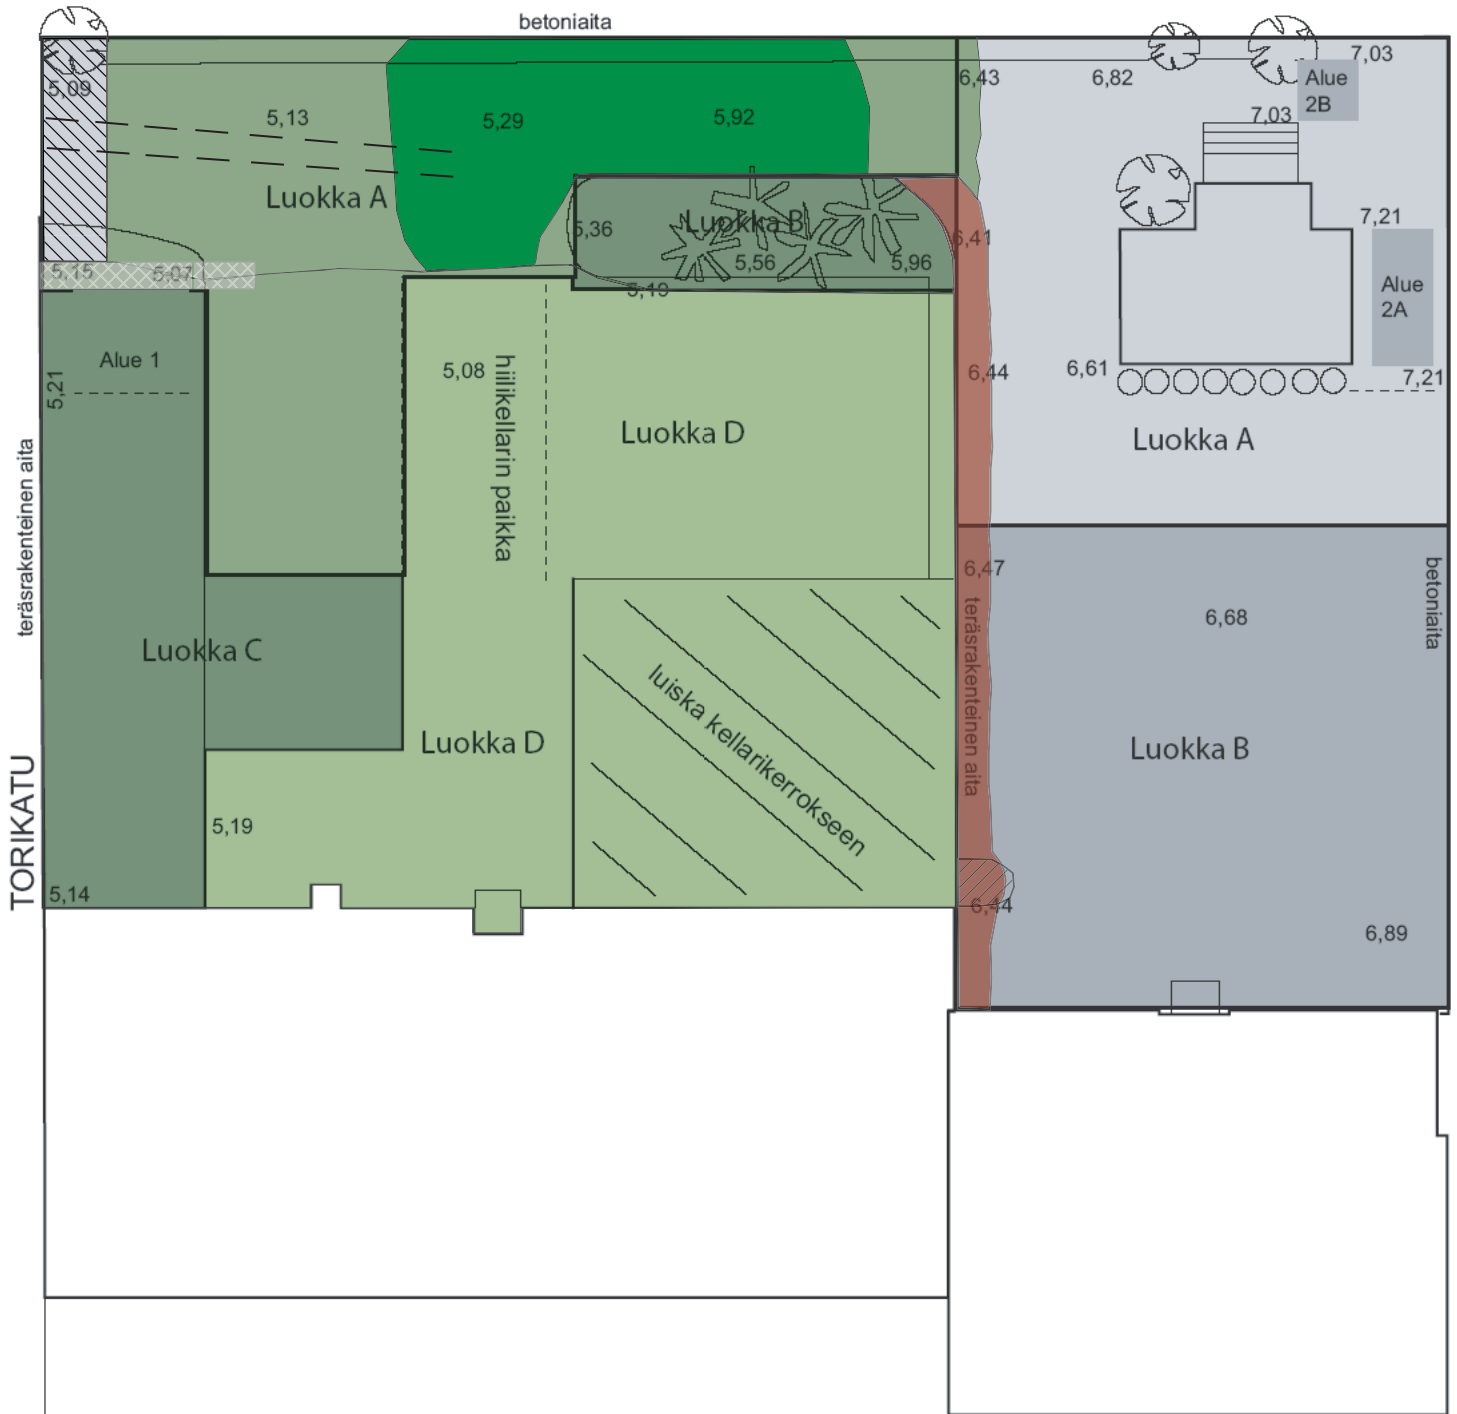 betoniaita
7,03
5,09
6,43
6,82
Alue
2B
5,13
5,29
5,92
7,03
Luokka A
Luokka B
7,21
5,36
6,41
5,56
5,96
5,15
5,07
5,19
Alue
2A
Alue 1
5,21
5,08
hiilikellarin paikka
6,44
6,61
7,21
Luokka D
Luokka A
teräsrakenteinen aita
6,47
betoniaita
6,68
teräsrakenteinen aita
Luokka C
luiska kellarikerrokseen
Luokka D
Luokka B
TORIKATU
5,19
5,14
6,44
6,89